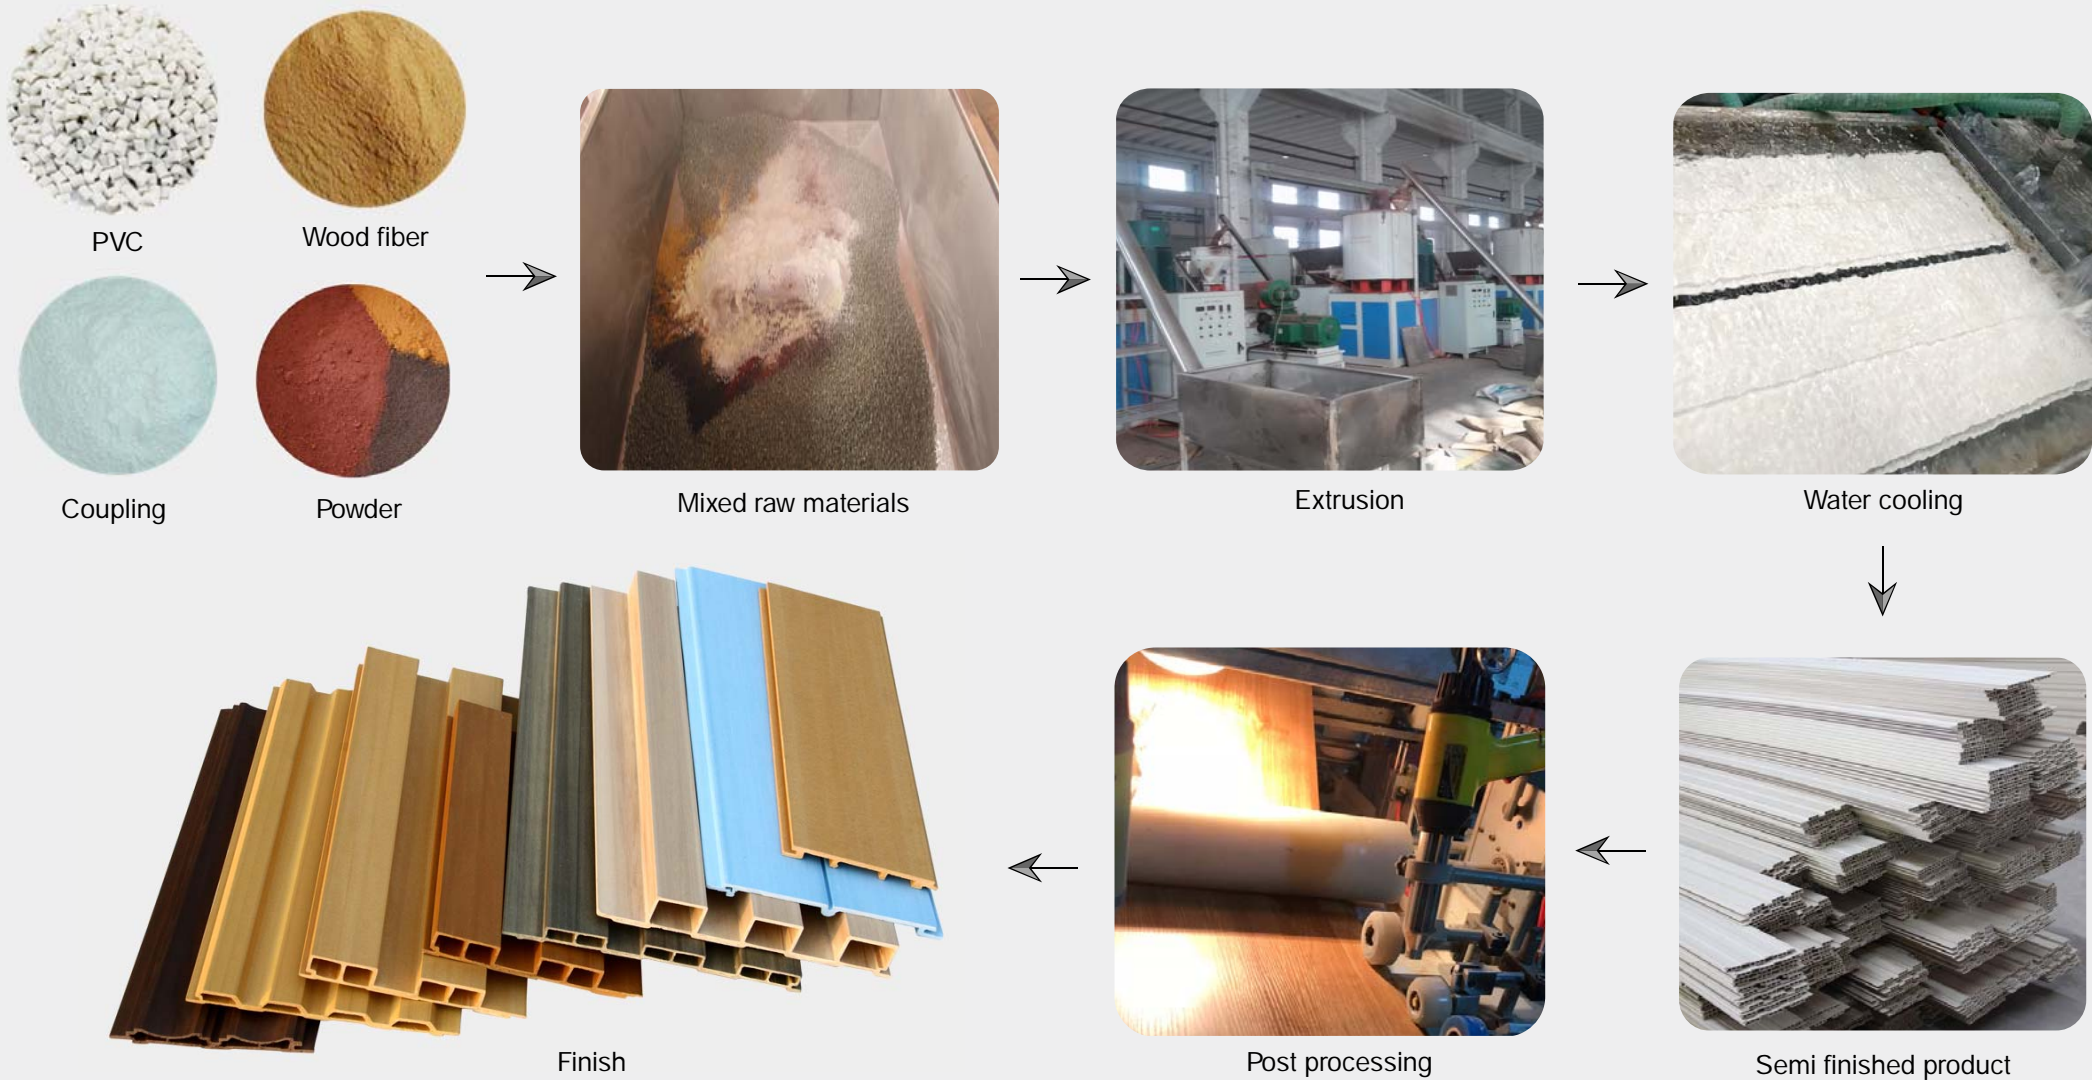 PVC
Wood fiber
Coupling
Powder
Mixed raw materials
Extrusion
Water cooling
Semi finished product
Post processing
Finish